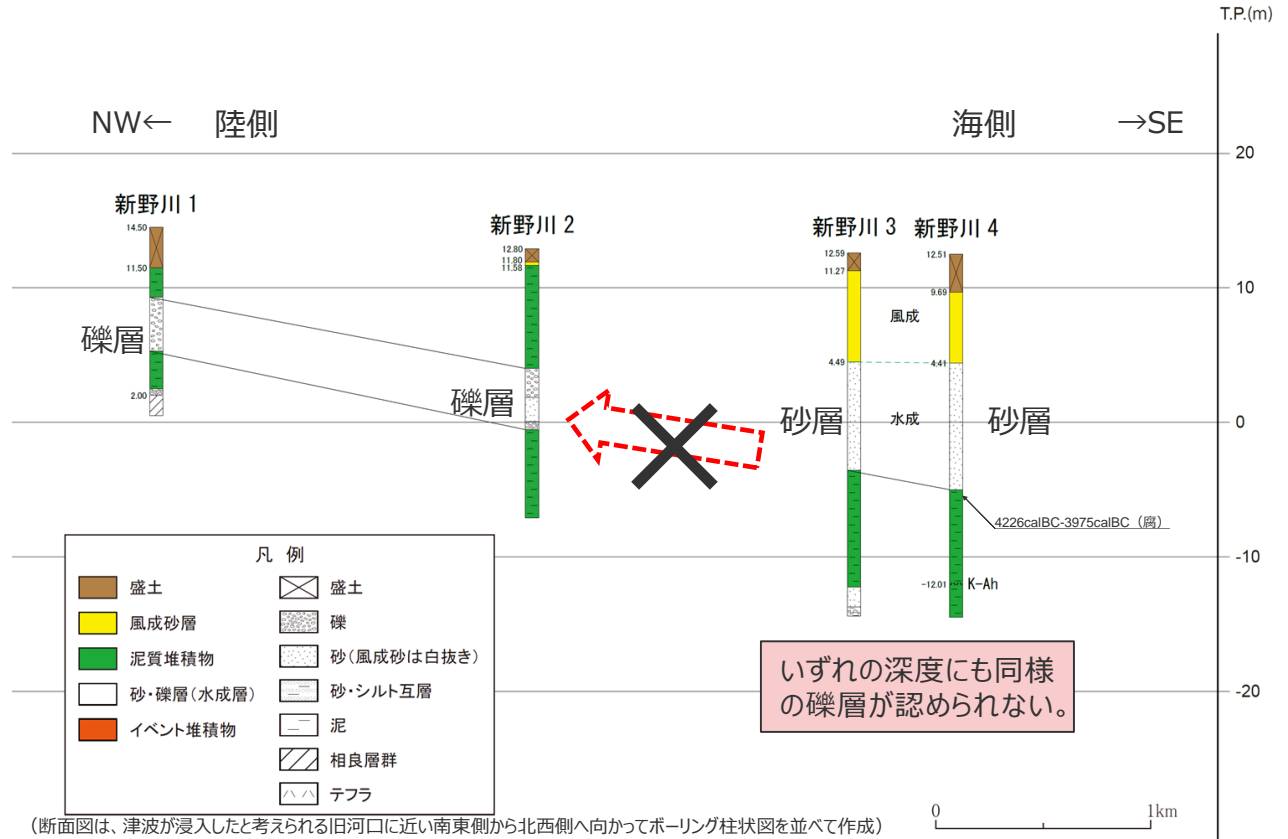 T.P.(m)
NW← 陸側
海側 →SE
20
新野川 1
14.50
11.50
2.00
礫層
新野川 2
12.80
11.80
11.58
礫層
新野川 3
12.59
11.27
4.49
砂層
新野川 4
12.51
9.69
4.41
-12.01
K-Ah
砂層
風成
水成
4226calBC-3975calBC（腐）
10
0
-10
-20
いずれの深度にも同様
の礫層が認められない。
凡 例
盛土
風成砂層
泥質堆積物
砂・礫層(水成層)
イベント堆積物
盛土
礫
砂(風成砂は白抜き)
砂・シルト互層
泥
相良層群
テフラ
0 1km
(断面図は、津波が浸入したと考えられる旧河口に近い南東側から北西側へ向かってボーリング柱状図を並べて作成)